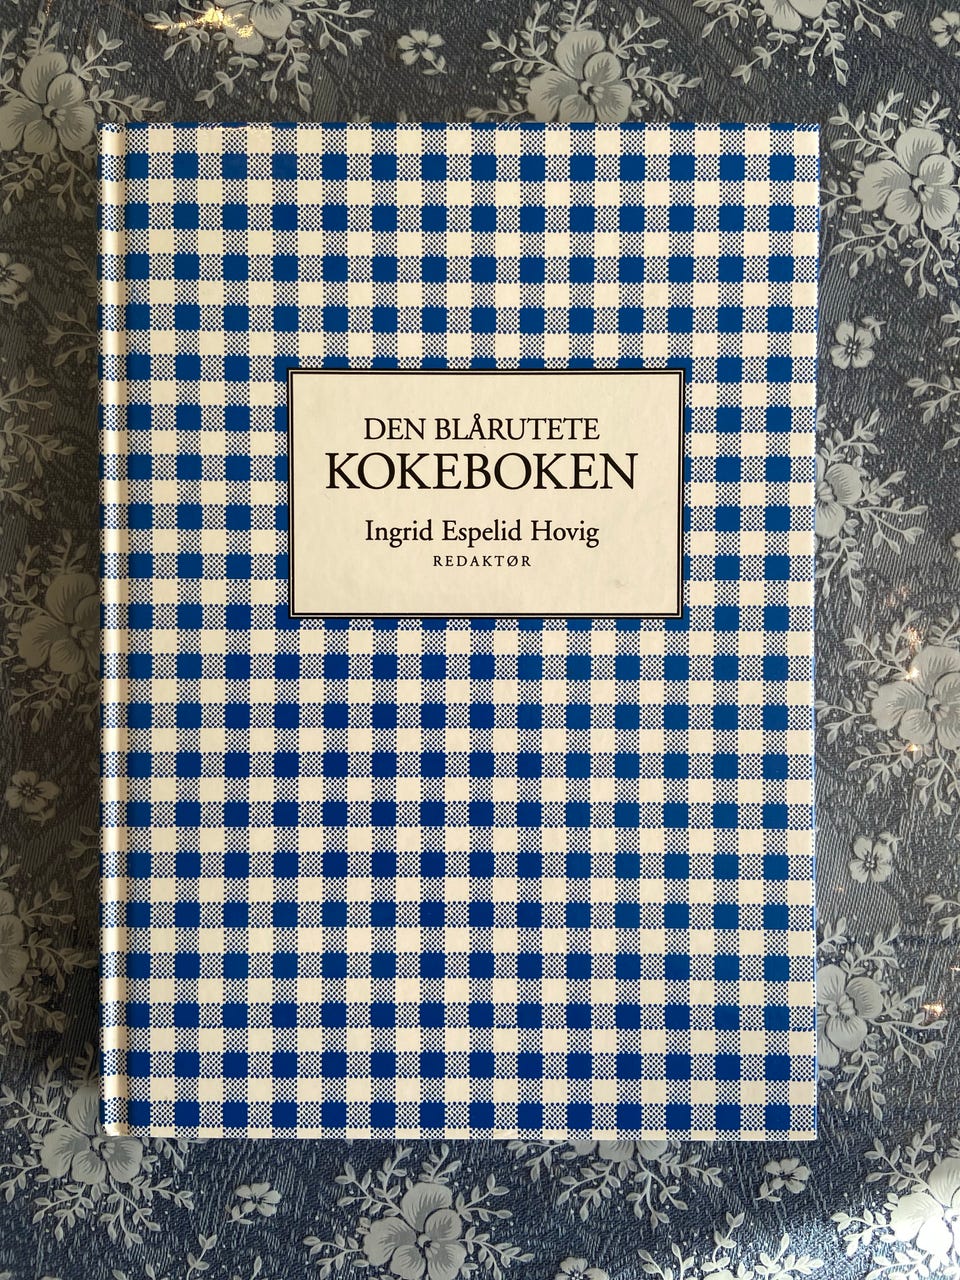 DEN BLÅRUTETE
KOKEBOKEN
Ingrid Espelid Hovig
REDAKTØR